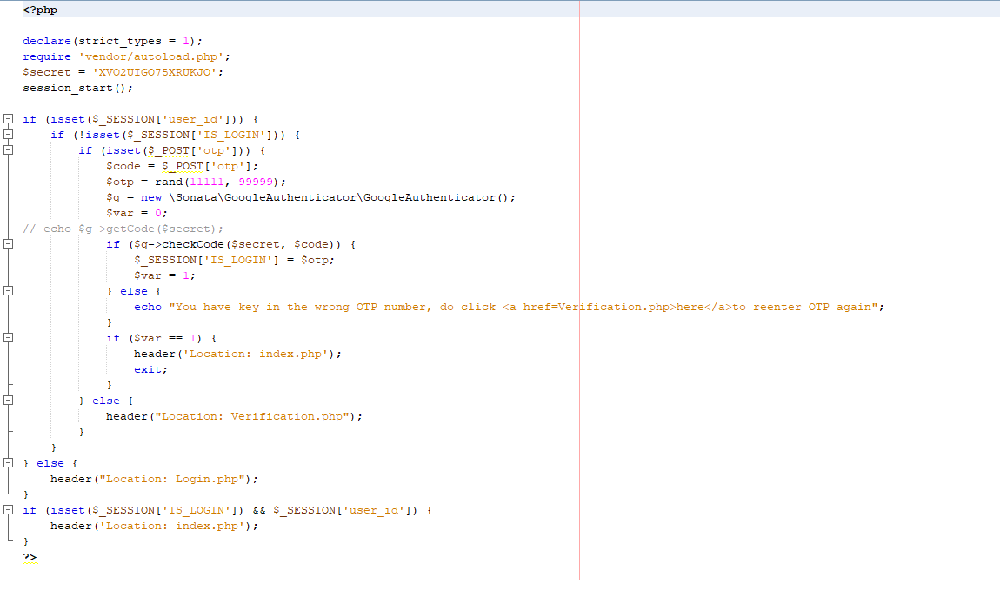 <?php
declare(strict_types = 1);
require 'vendor/autoload.php';
$secret = 'XVQ2UIGO75XRUKJO';
session_start();
if (isset($_SESSION['user_id'])) {
if (!isset($_SESSION['IS_LOGIN'])) {
if (isset($_POST['otp'])) {
$code = $_POST['otp'];
$otp = rand(11111, 99999);
$g = new \Sonata\GoogleAuthenticator\GoogleAuthenticator();
$var = 0;
// echo $g->getCode($secret);
if ($g->checkCode($secret, $code)) {
$_SESSION['IS_LOGIN'] = $otp;
$var = 1;
} else {
echo "You have key in the wrong OTP number, do click <a href=Verification.php>here</a>to reenter OTP again";
}
if ($var == 1) {
header('Location: index.php');
exit;
}
} else {
header("Location: Verification.php");
}
}
} else {
header("Location: Login.php");
}
if (isset($_SESSION['IS_LOGIN']) && $_SESSION['user_id']) {
header('Location: index.php');
}
?>